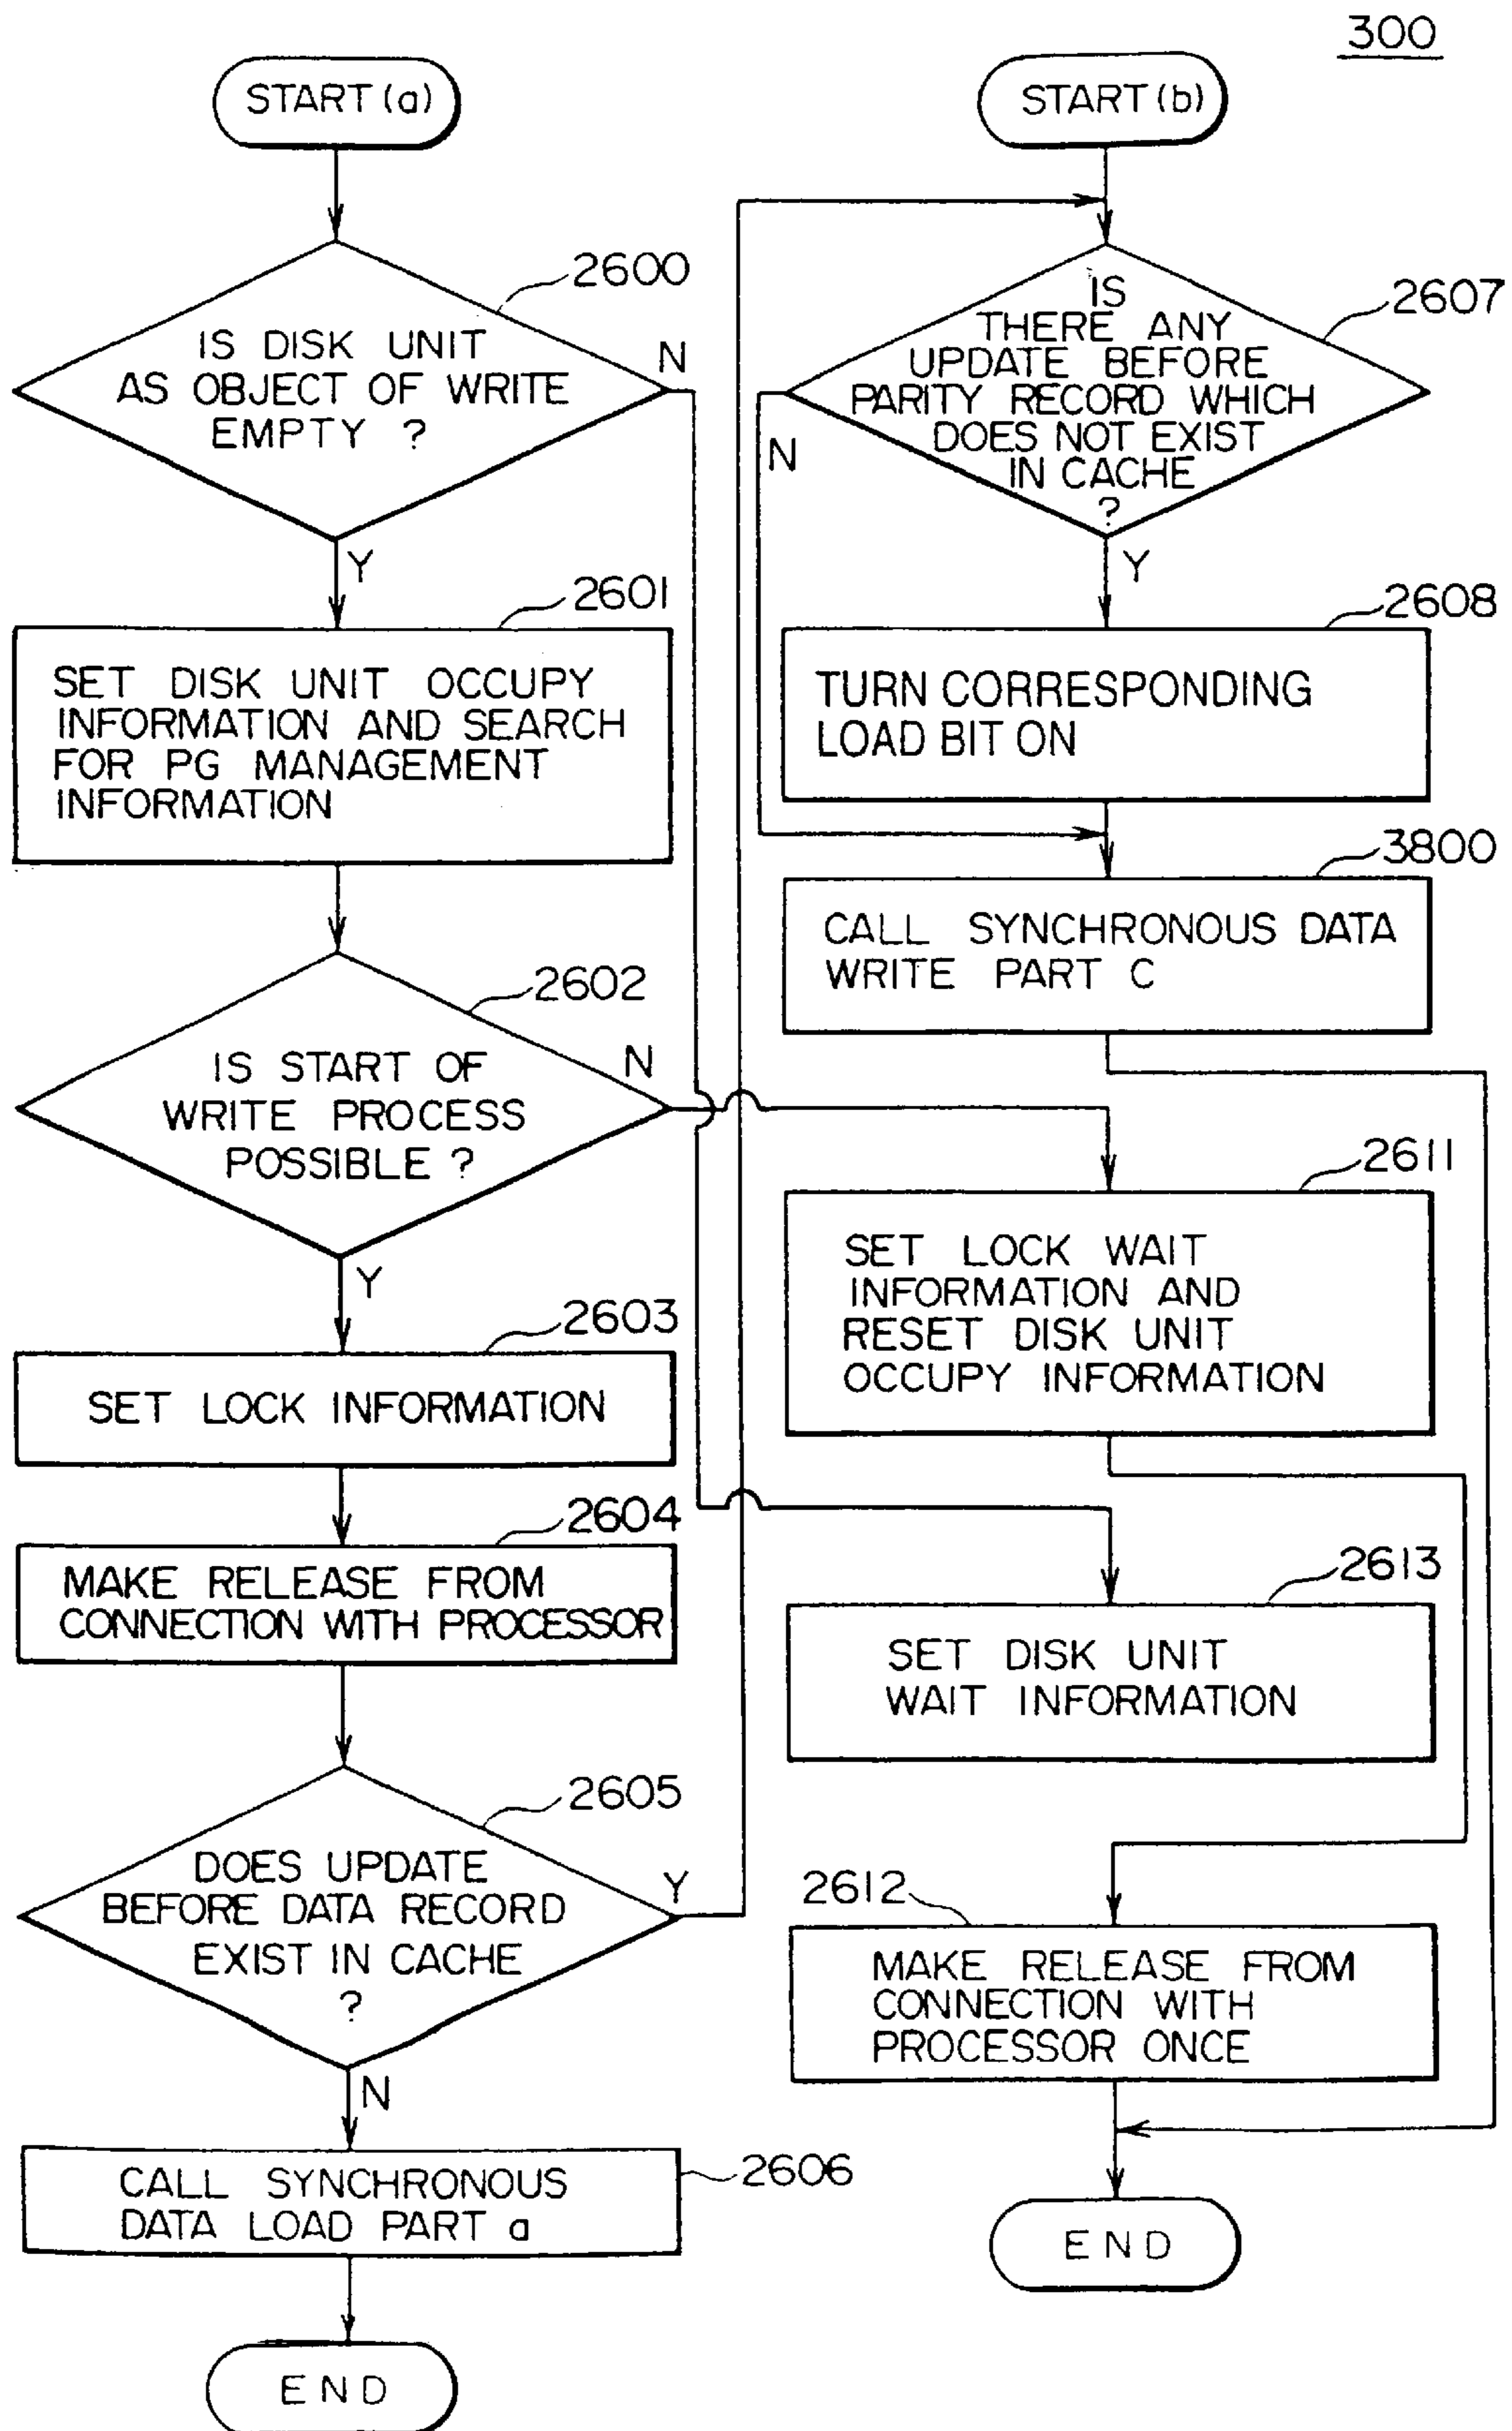 300
START (a)
2600
IS DISK UNIT
AS OBJECT OF WRITE
EMPTY ?
N
Y
2601
SET DISK UNIT OCCUPY
INFORMATION AND SEARCH
FOR PG MANAGEMENT
INFORMATION
2602
IS START OF
WRITE PROCESS
POSSIBLE ?
N
Y
2603
SET LOCK INFORMATION
2604
MAKE RELEASE FROM
CONNECTION WITH PROCESSOR
2605
DOES UPDATE
BEFORE DATA RECORD
EXIST IN CACHE
?
Y
N
2606
CALL SYNCHRONOUS
DATA LOAD PART a
END
START (b)
2607
IS
THERE ANY
UPDATE BEFORE
PARITY RECORD WHICH
DOES NOT EXIST
IN CACHE
?
N
Y
2608
TURN CORRESPONDING
LOAD BIT ON
3800
CALL SYNCHRONOUS DATA
WRITE PART C
2611
SET LOCK WAIT
INFORMATION AND
RESET DISK UNIT
OCCUPY INFORMATION
2613
SET DISK UNIT
WAIT INFORMATION
2612
MAKE RELEASE FROM
CONNECTION WITH
PROCESSOR ONCE
END